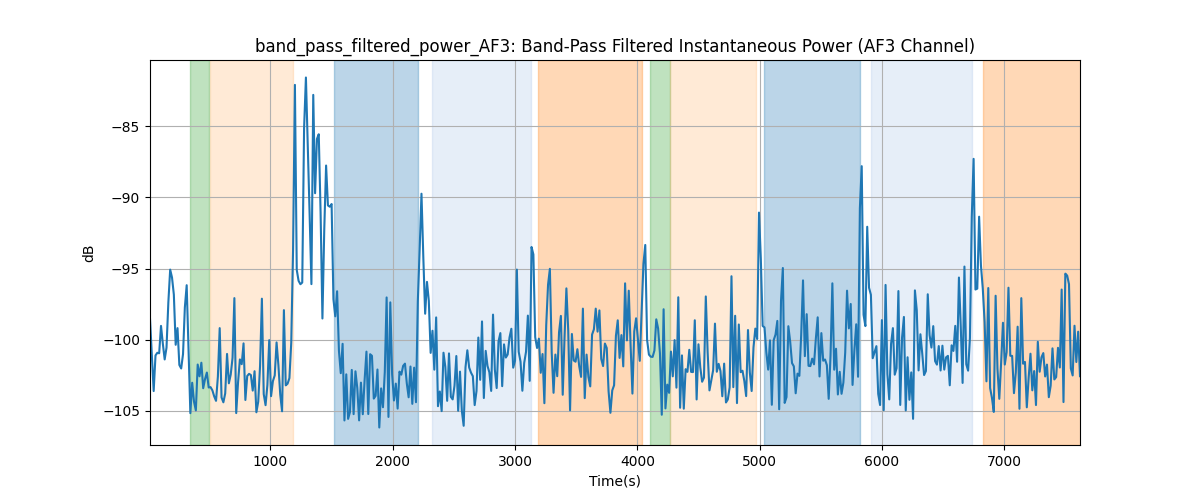 band_pass_filtered_power_AF3: Band-Pass Filtered Instantaneous Power (AF3 Channel)
−85
−90
−95
−100
−105
dB
1000 2000 3000 4000 5000 6000 7000
Time(s)